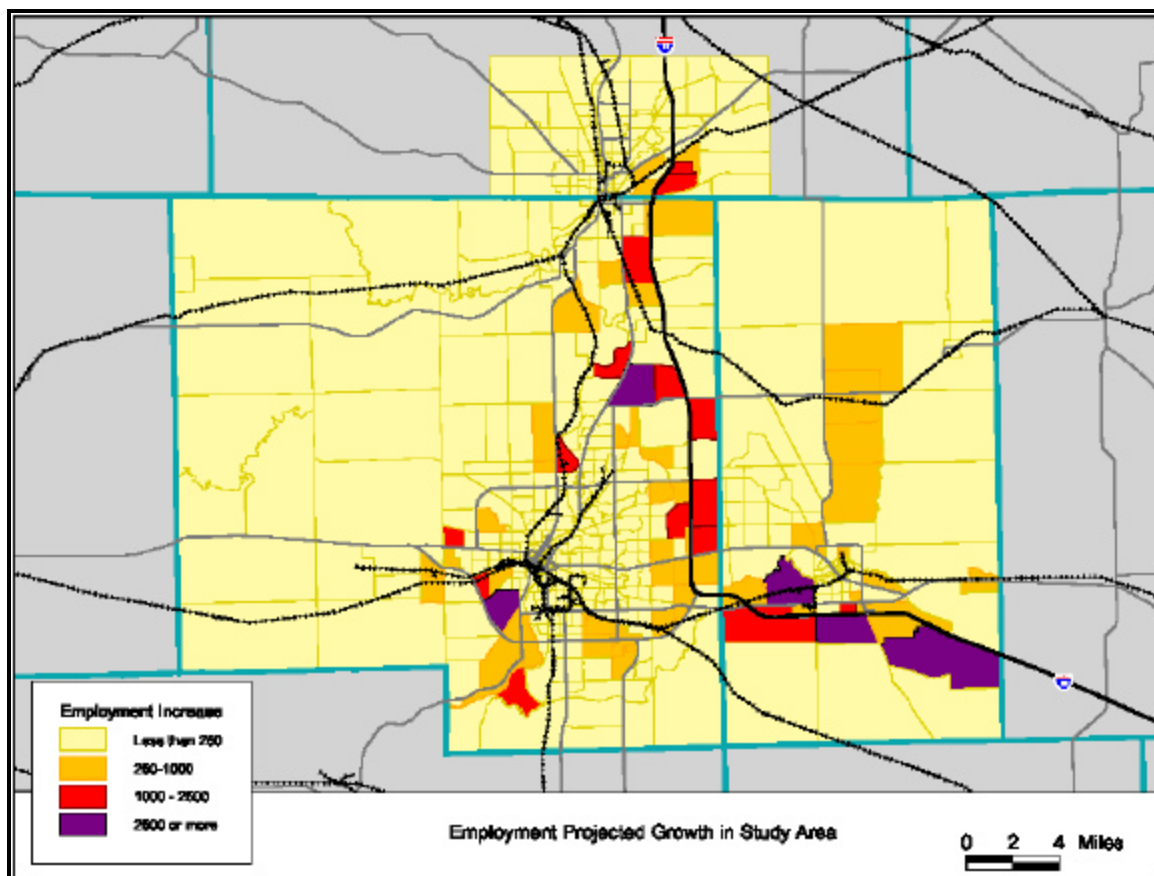 Employment Increase
Less than 250
250-1000
1000 - 2500
2500 or more
Employment Projected Growth in Study Area
0 2 4 Miles